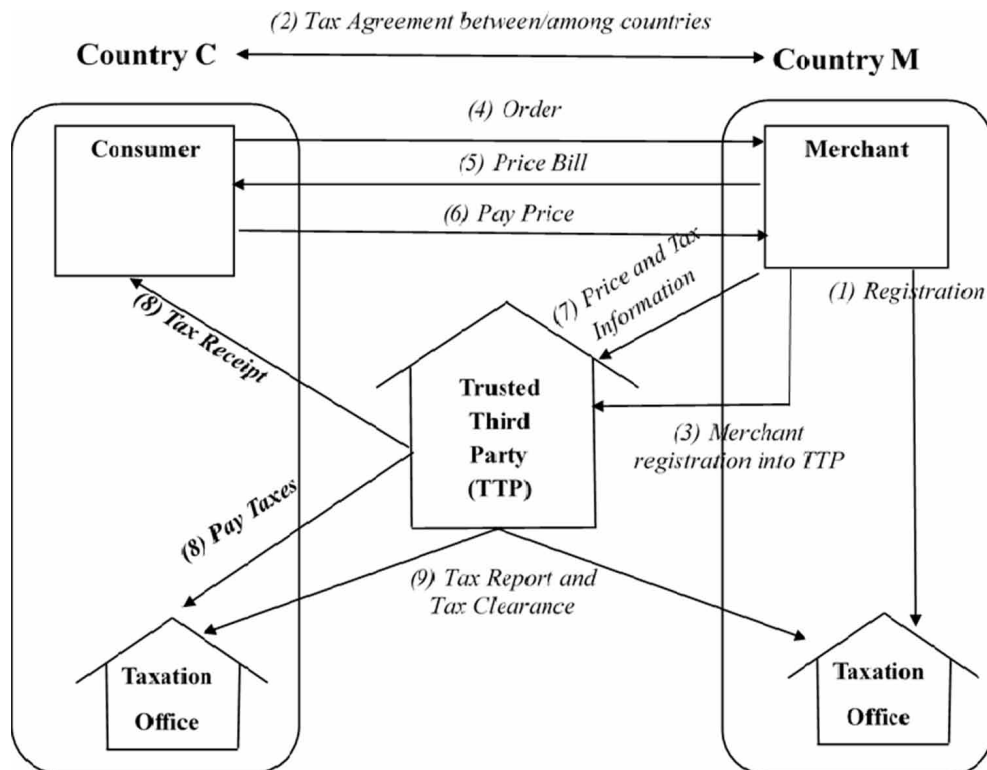 (2) Tax Agreement between/among countries
Country C
Country M
(4) Order
Consumer
Merchant
(5) Price Bill
(6) Pay Price
(7) Price and Tax
Information
(1) Registration
(8) Tax Receipt
Trusted
Third
Party
(TTP)
(3) Merchant
registration into TTP
(8) Pay Taxes
(9) Tax Report and
Tax Clearance
Taxation
Office
Taxation
Office